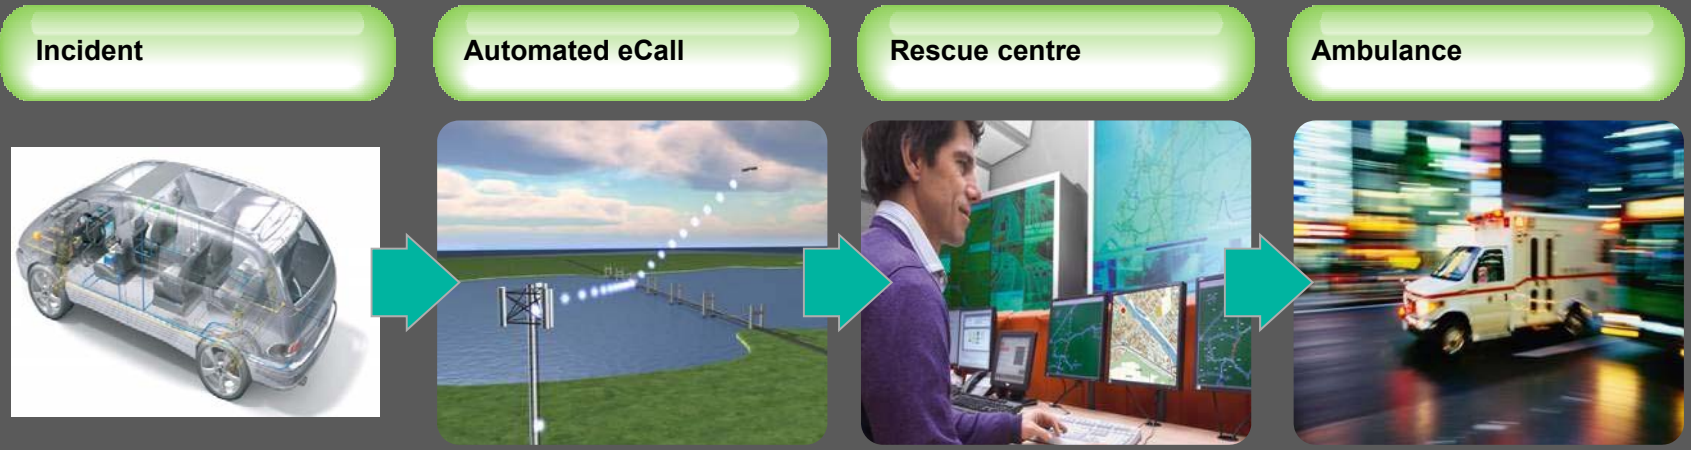 Incident
Automated eCall
Rescue centre
Ambulance